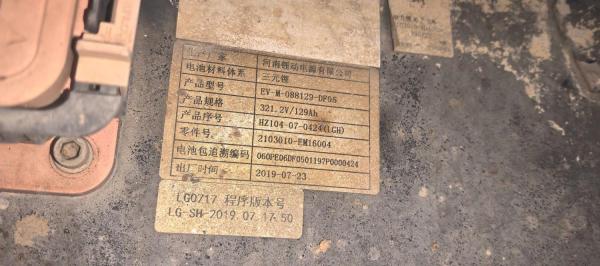 河南强动电源有限公司
电池材料体系 三元锂
产品型号 EV-M-088129-DF05
产品规格 321.2V/129Ah
产品序号 HZ104-07-0424(LGH)
零件号 2103010-EM16004
电池包追溯编码 060PE06DF0501197P0000424
出厂时间 2019-07-23
LG0717 程序版本号
LG-SH-2019.07.17.50